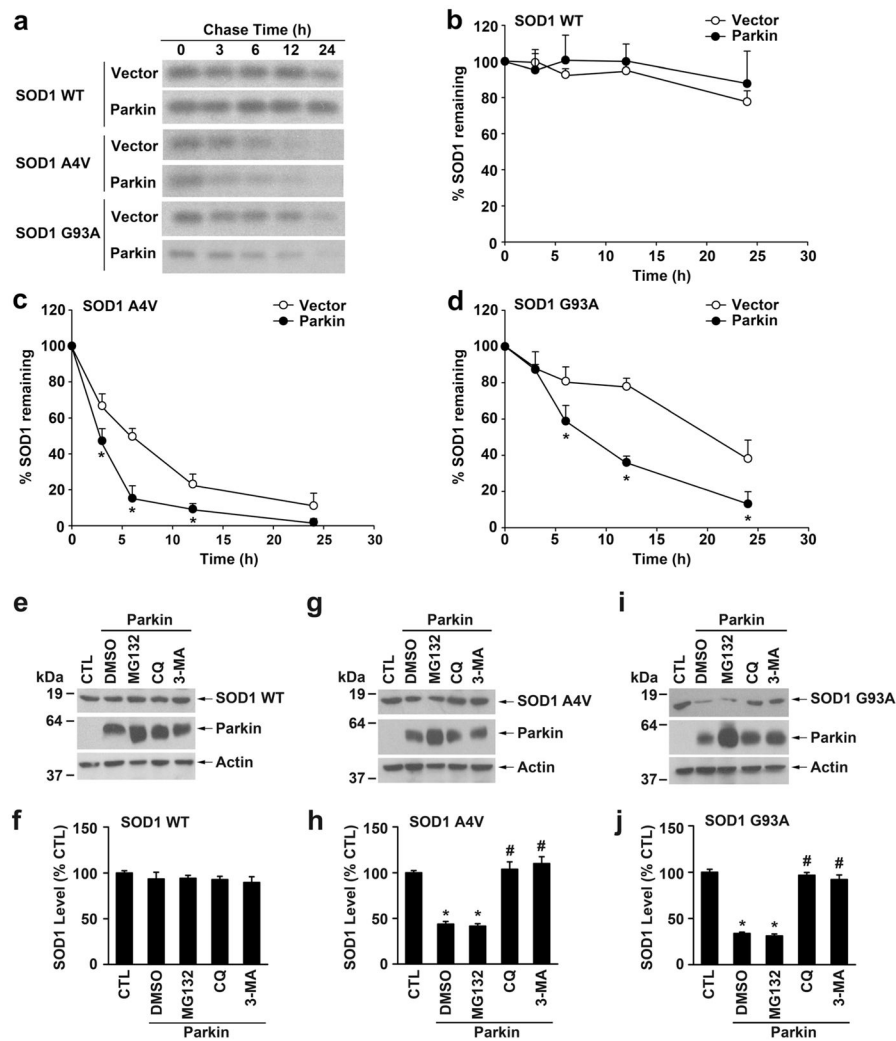 a
Chase Time (h)
0 3 6 12 24
SOD1 WT
Vector
Parkin
SOD1 A4V
Vector
Parkin
SOD1 G93A
Vector
Parkin
b
SOD1 WT
Vector
Parkin
% SOD1 remaining
120
100
80
60
40
20
0
0 5 10 15 20 25 30
Time (h)
c
SOD1 A4V
Vector
Parkin
% SOD1 remaining
120
100
80
60
40
20
0
* * *
0 5 10 15 20 25 30
Time (h)
d
SOD1 G93A
Vector
Parkin
% SOD1 remaining
120
100
80
60
40
20
0
* * *
0 5 10 15 20 25 30
Time (h)
e
Parkin
kDa
CTL DMSO MG132 CQ 3-MA
19
SOD1 WT
64
Parkin
37
Actin
g
Parkin
kDa
CTL DMSO MG132 CQ 3-MA
19
SOD1 A4V
64
Parkin
37
Actin
i
Parkin
kDa
CTL DMSO MG132 CQ 3-MA
19
SOD1 G93A
64
Parkin
37
Actin
f
SOD1 WT
SOD1 Level (% CTL)
150
100
50
0
CTL DMSO MG132 CQ 3-MA
Parkin
h
SOD1 A4V
SOD1 Level (% CTL)
150
100
50
0
* * # #
CTL DMSO MG132 CQ 3-MA
Parkin
j
SOD1 G93A
SOD1 Level (% CTL)
150
100
50
0
* * # #
CTL DMSO MG132 CQ 3-MA
Parkin